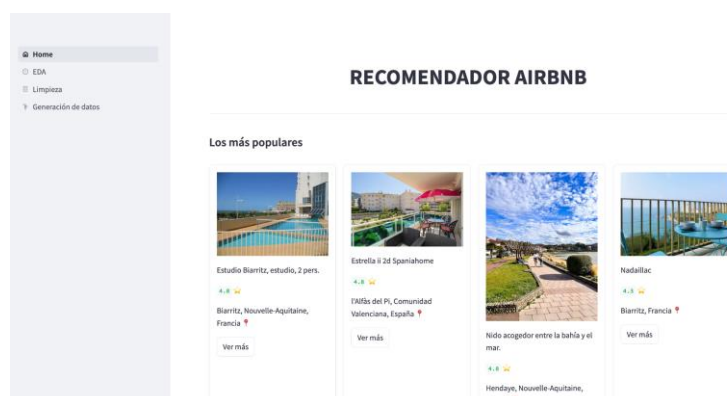 Home
EDA
Limpieza
Generación de datos
RECOMENDADOR AIRBNB
Los más populares
Estudio Biarritz, estudio, 2 pers.
4.0
Biarritz, Nouvelle-Aquitaine,
Francia
Ver más
Estrella ii 2d Spaniahome
4.8
l'Alfàs del Pi, Comunidad
Valenciana, España
Ver más
Nido acogedor entre la bahía y el
mar.
4.8
Hendaye, Nouvelle-Aquitaine,
Nadaillac
4.5
Biarritz, Francia
Ver más